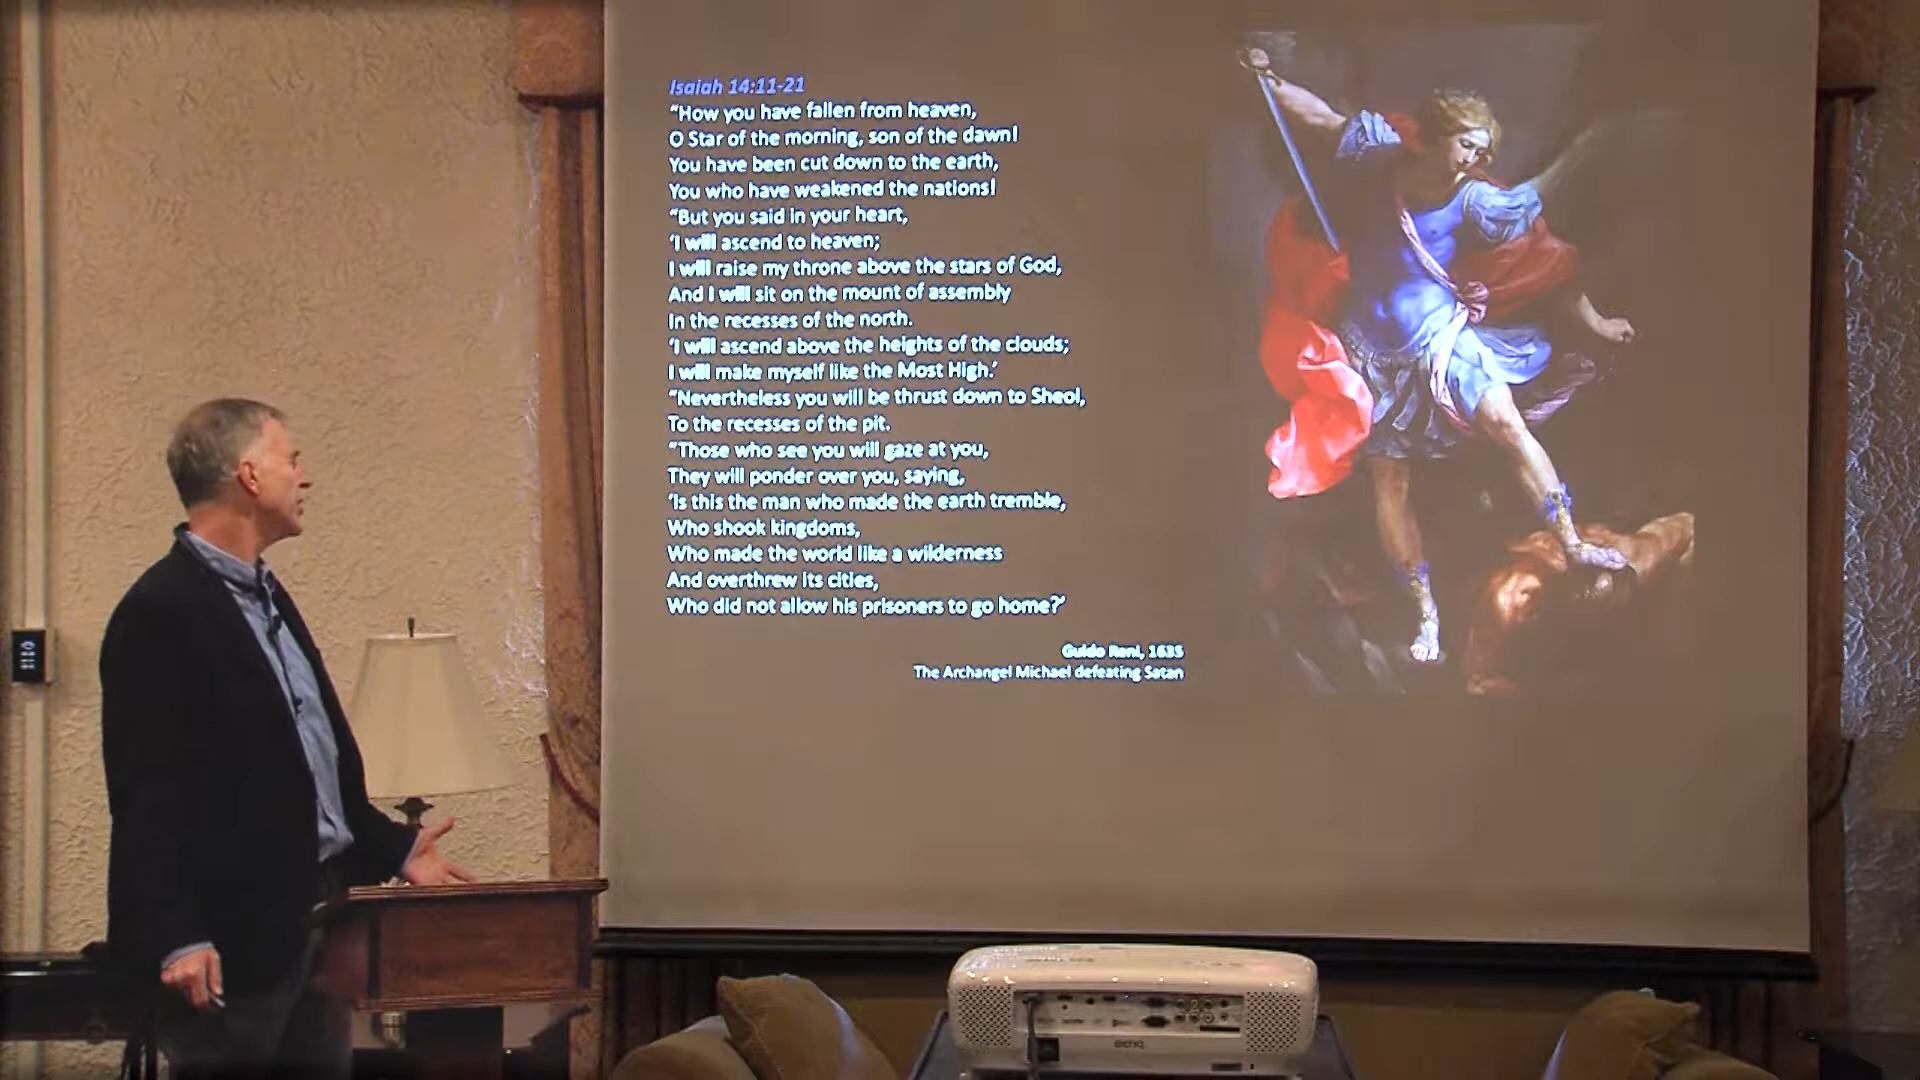 Isaiah 14:11-21
“How you have fallen from heaven,
O Star of the morning, son of the dawn!
You have been cut down to the earth,
You who have weakened the nations!
“But you said in your heart,
‘I will ascend to heaven;
I will raise my throne above the stars of God,
And I will sit on the mount of assembly
In the recesses of the north.
‘I will ascend above the heights of the clouds;
I will make myself like the Most High.’
“Nevertheless you will be thrust down to Sheol,
To the recesses of the pit.
“Those who see you will gaze at you,
They will ponder over you, saying,
‘Is this the man who made the earth tremble,
Who shook kingdoms,
Who made the world like a wilderness
And overthrew its cities,
Who did not allow his prisoners to go home?’
Guido Reni, 1635
The Archangel Michael defeating Satan
BenQ